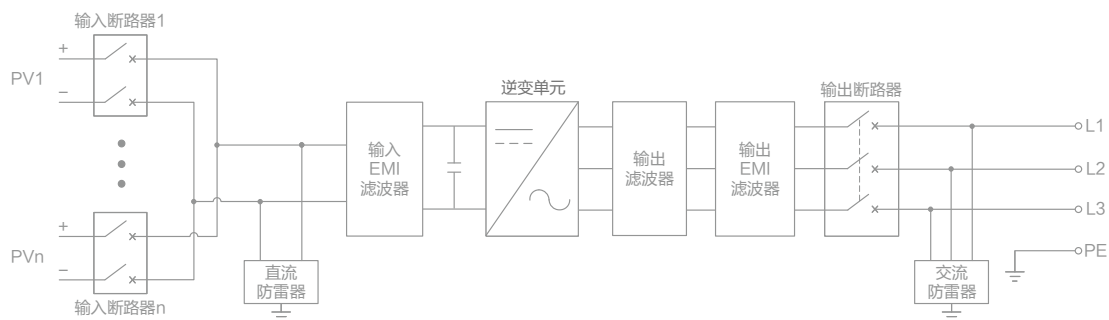 输入断路器1
+
PV1
−
+
PVn
−
输入断路器n
直流
防雷器
输入
EMI
滤波器
逆变单元
输出
滤波器
输出
EMI
滤波器
输出断路器
L1
L2
L3
PE
交流
防雷器